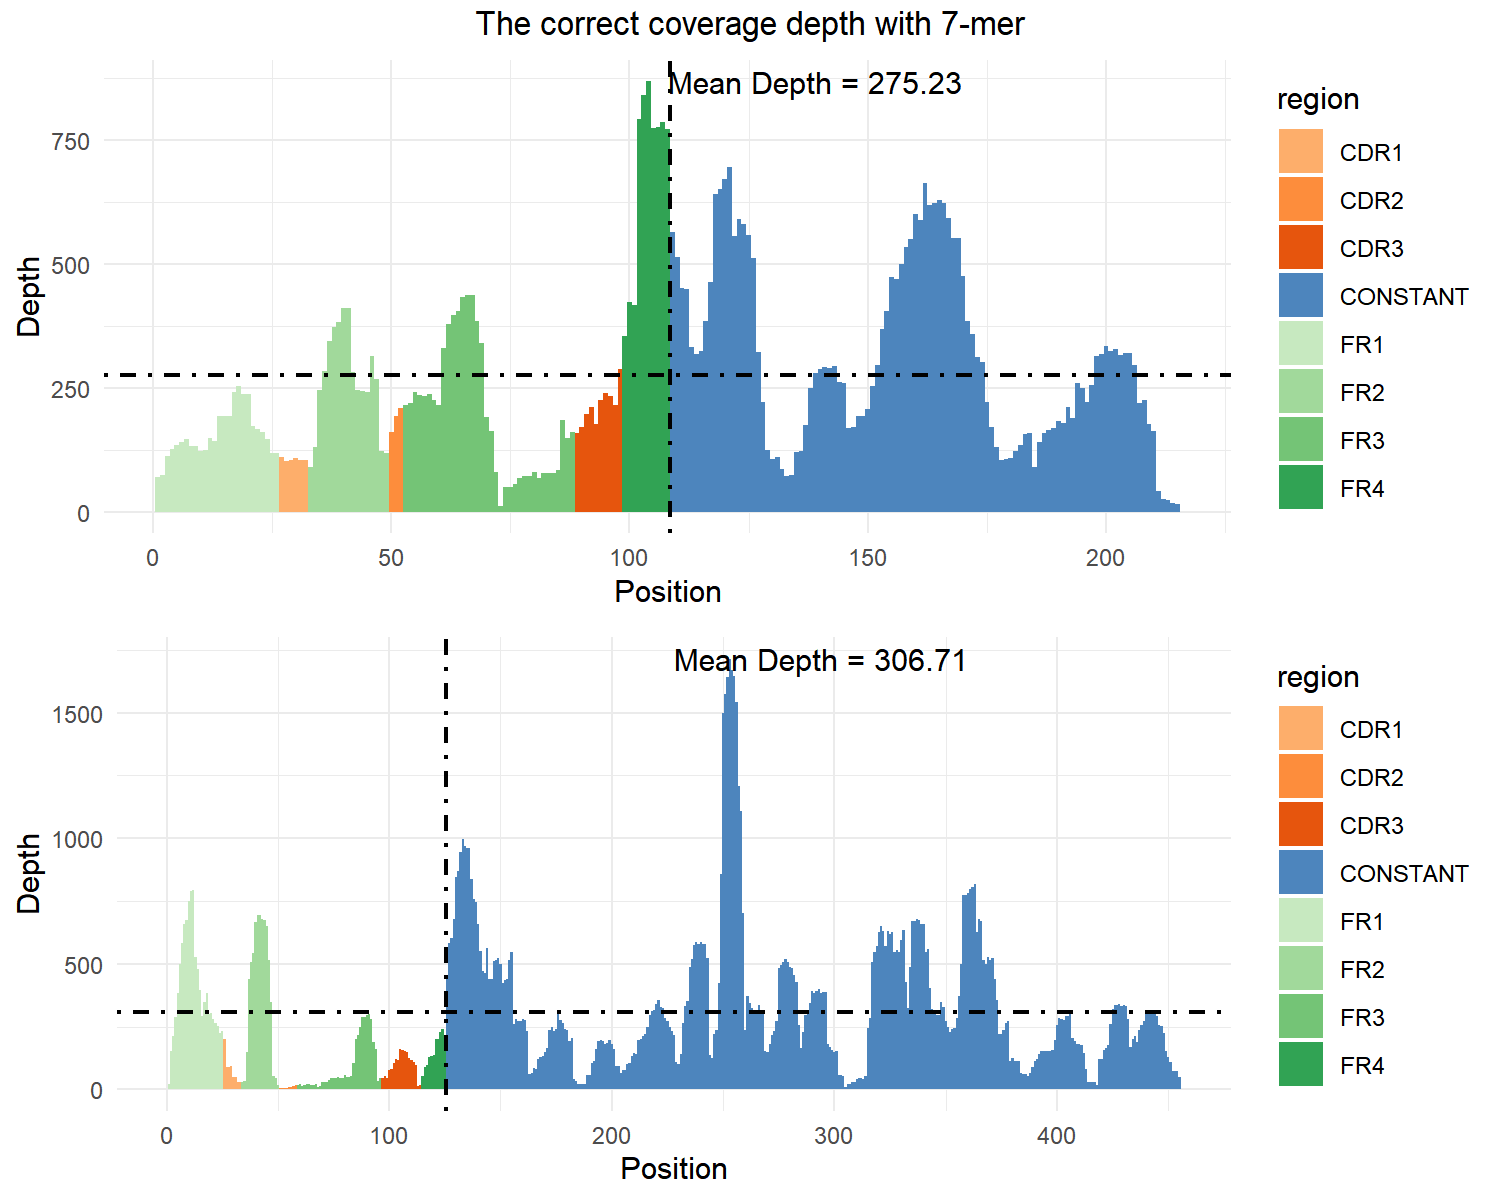 The correct coverage depth with 7-mer
Mean Depth = 275.23
Depth
750
500
250
0
0 50 100 150 200
Position
region
CDR1
CDR2
CDR3
CONSTANT
FR1
FR2
FR3
FR4
Mean Depth = 306.71
Depth
1500
1000
500
0
0 100 200 300 400
Position
region
CDR1
CDR2
CDR3
CONSTANT
FR1
FR2
FR3
FR4